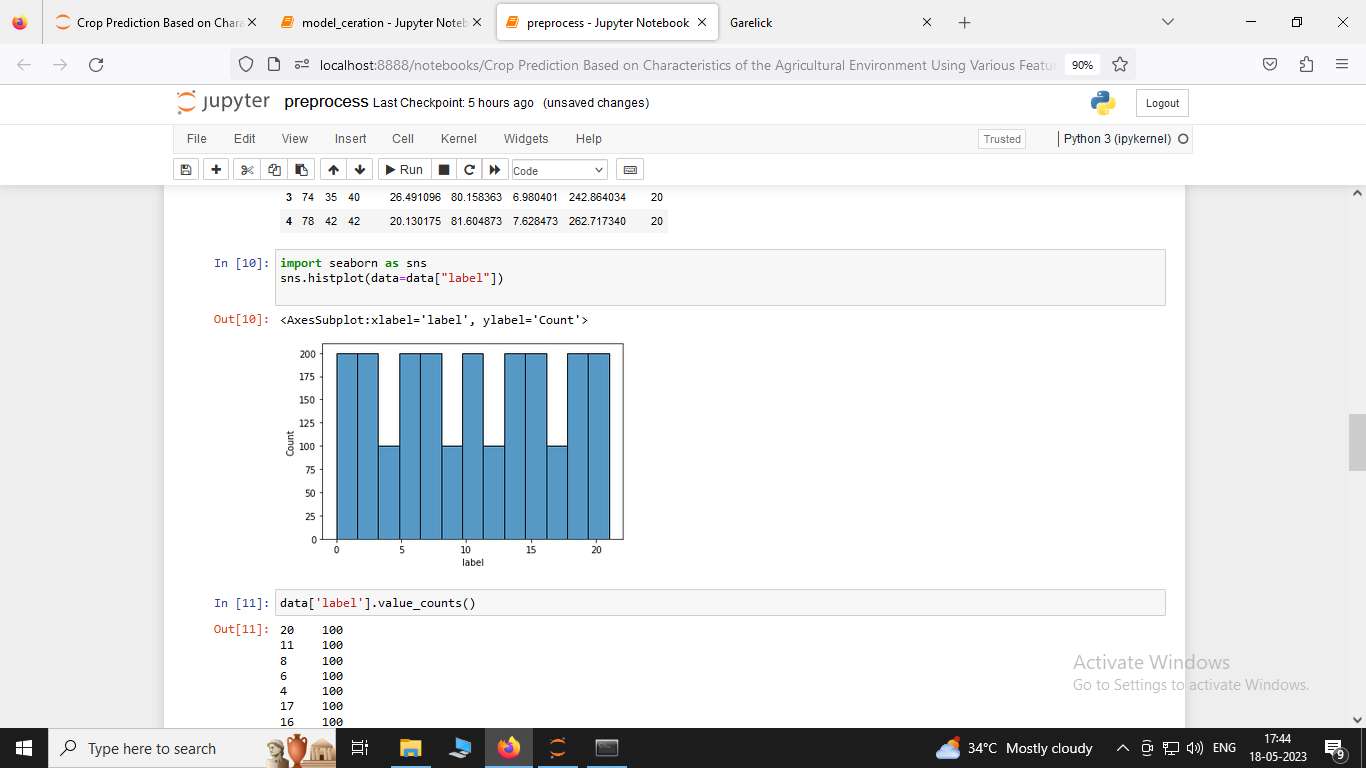 Crop Prediction Based on Chara
model_ceration - Jupyter Noteb
preprocess - Jupyter Notebook
Garelick
localhost:8888/notebooks/Crop Prediction Based on Characteristics of the Agricultural Environment Using Various Featu
90%
jupyter preprocess Last Checkpoint: 5 hours ago (unsaved changes)
Logout
File Edit View Insert Cell Kernel Widgets Help
Trusted
Python 3 (ipykernel)
Run
Code
3 74 35 40 26.491096 80.158363 6.980401 242.864034 20
4 78 42 42 20.130175 81.604873 7.628473 262.717340 20
In [10]: import seaborn as sns
sns.histplot(data=data["label"])
Out[10]: <AxesSubplot:xlabel='label', ylabel='Count'>
200
175
150
125
100
75
50
25
0
Count
0 5 10 15 20
label
In [11]: data['label'].value_counts()
Out[11]: 20 100
11 100
8 100
6 100
4 100
17 100
16 100
Activate Windows
Go to Settings to activate Windows.
Type here to search
34°C Mostly cloudy
ENG
17:44
18-05-2023
9